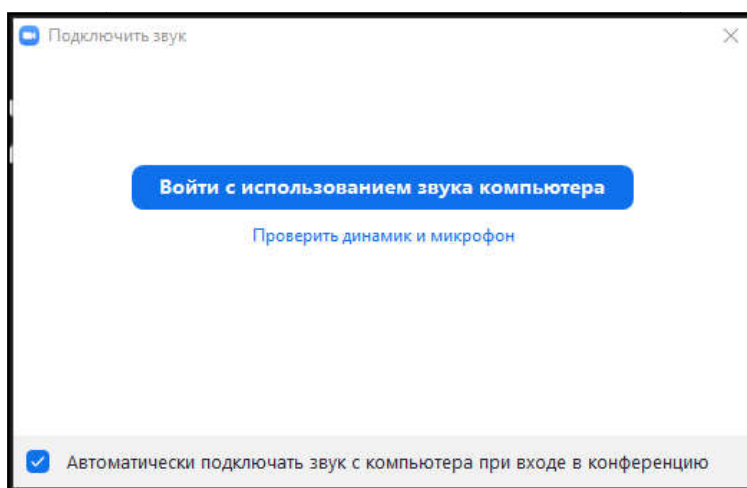 Подключить звук
Войти с использованием звука компьютера
Проверить динамик и микрофон
Автоматически подключать звук с компьютера при входе в конференцию